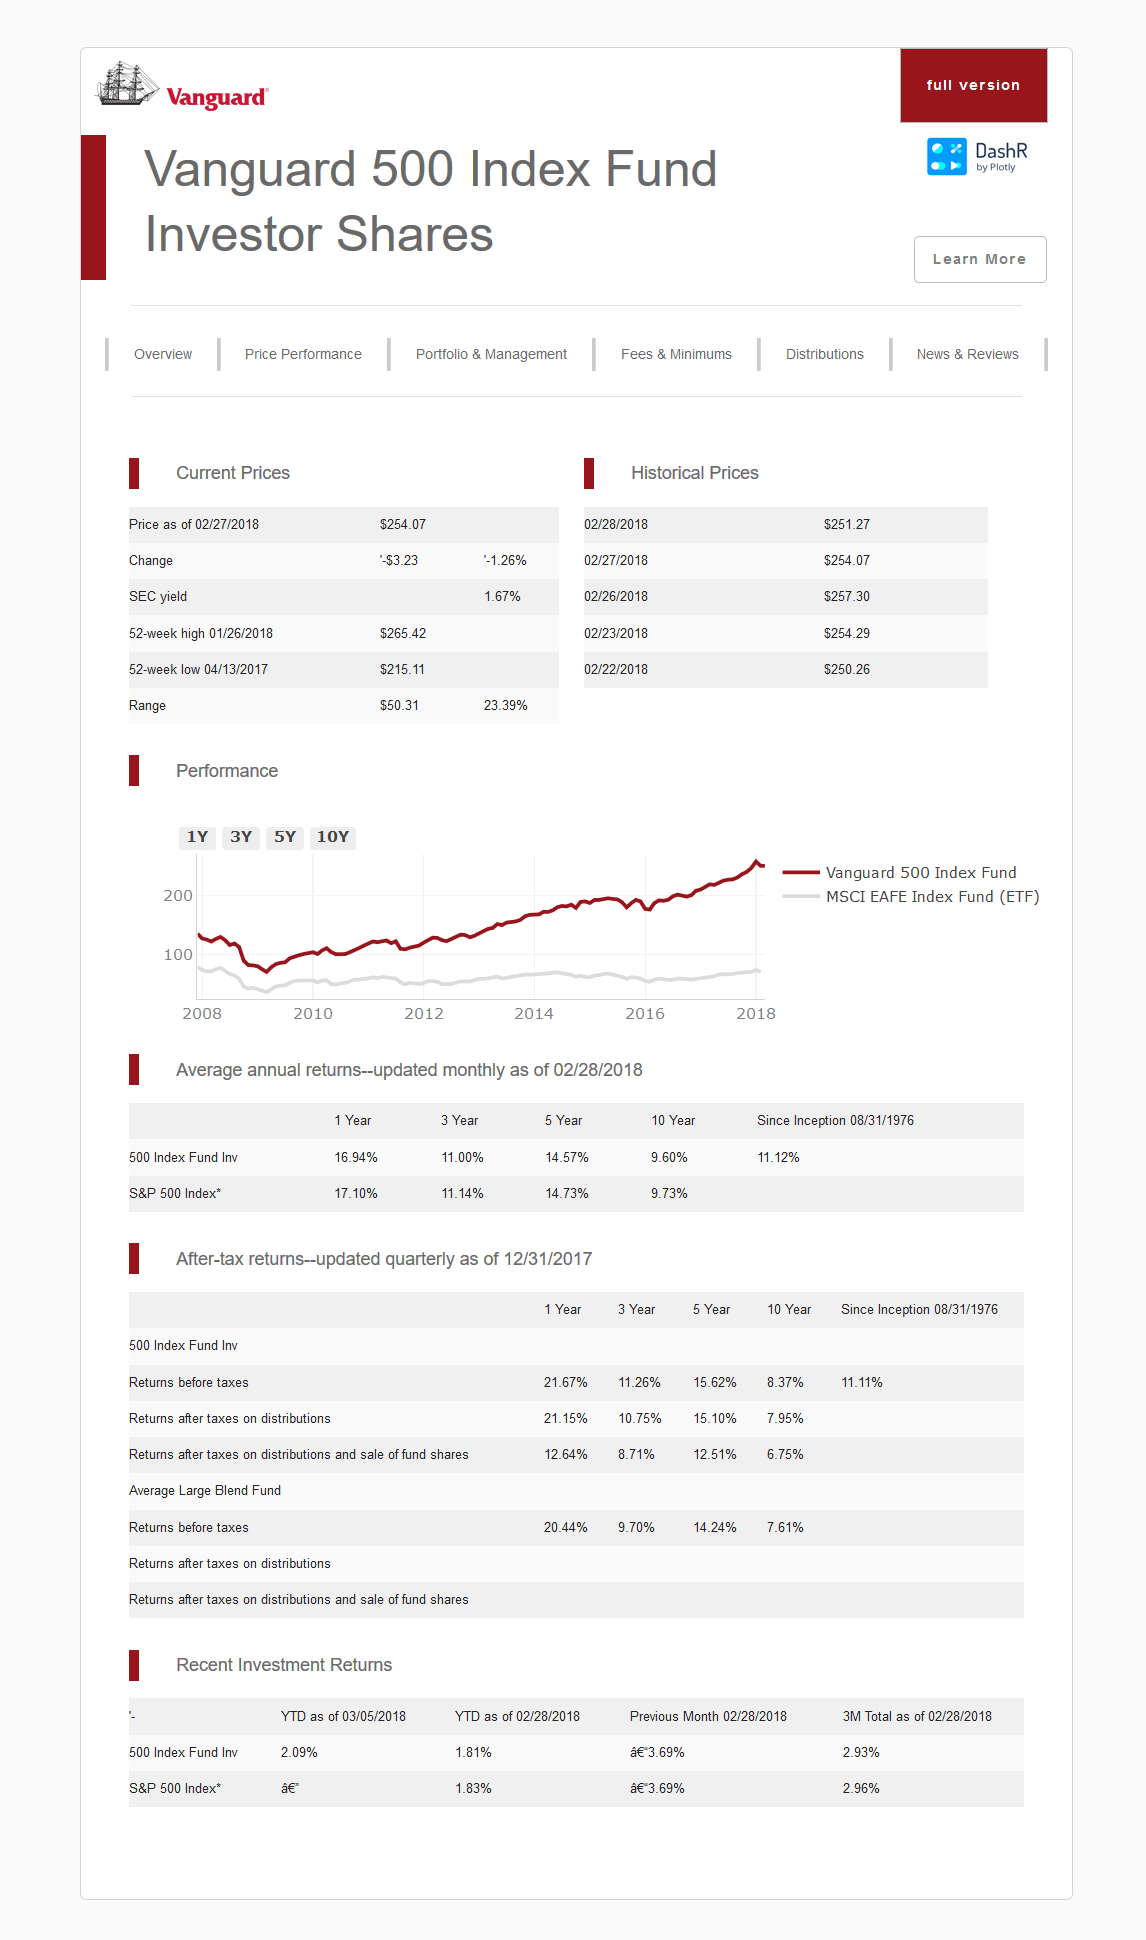 Vanguard®
full version
Vanguard 500 Index Fund
Investor Shares
DashR
by Plotly
Learn More
Overview Price Performance Portfolio & Management Fees & Minimums Distributions News & Reviews
Current Prices
Price as of 02/27/2018 $254.07
Change '-$3.23 '-1.26%
SEC yield 1.67%
52-week high 01/26/2018 $265.42
52-week low 04/13/2017 $215.11
Range $50.31 23.39%
Historical Prices
02/28/2018 $251.27
02/27/2018 $254.07
02/26/2018 $257.30
02/23/2018 $254.29
02/22/2018 $250.26
Performance
1Y 3Y 5Y 10Y
200
100
2008 2010 2012 2014 2016 2018
Vanguard 500 Index Fund
MSCI EAFE Index Fund (ETF)
Average annual returns--updated monthly as of 02/28/2018
1 Year 3 Year 5 Year 10 Year Since Inception 08/31/1976
500 Index Fund Inv 16.94% 11.00% 14.57% 9.60% 11.12%
S&P 500 Index* 17.10% 11.14% 14.73% 9.73%
After-tax returns--updated quarterly as of 12/31/2017
1 Year 3 Year 5 Year 10 Year Since Inception 08/31/1976
500 Index Fund Inv
Returns before taxes 21.67% 11.26% 15.62% 8.37% 11.11%
Returns after taxes on distributions 21.15% 10.75% 15.10% 7.95%
Returns after taxes on distributions and sale of fund shares 12.64% 8.71% 12.51% 6.75%
Average Large Blend Fund
Returns before taxes 20.44% 9.70% 14.24% 7.61%
Returns after taxes on distributions
Returns after taxes on distributions and sale of fund shares
Recent Investment Returns
'- YTD as of 03/05/2018 YTD as of 02/28/2018 Previous Month 02/28/2018 3M Total as of 02/28/2018
500 Index Fund Inv 2.09% 1.81% â€“3.69% 2.93%
S&P 500 Index* â€” 1.83% â€“3.69% 2.96%